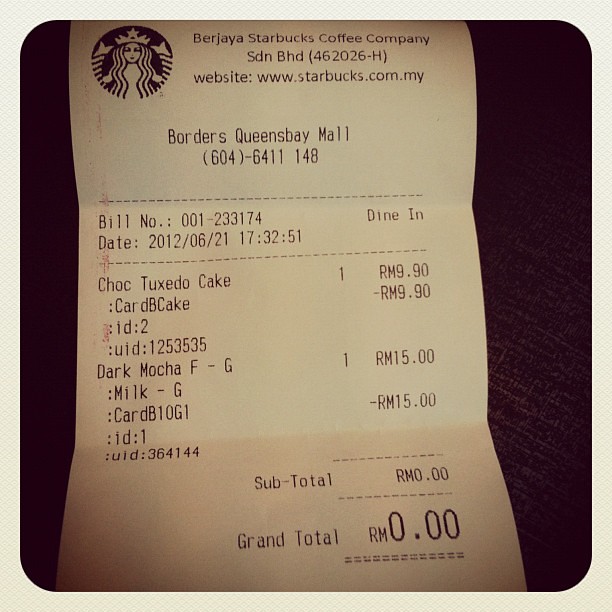 Berjaya Starbucks Coffee Company
Sdn Bhd (462026-H)
website: www.starbucks.com.my
Borders Queensbay Mall
(604)-6411 148
Bill No.: 001-233174 Dine In
Date: 2012/06/21 17:32:51
Choc Tuxedo Cake 1 RM9.90
:CardBCake -RM9.90
:id:2
:uid:1253535
Dark Mocha F - G 1 RM15.00
:Milk - G
:CardB10G1 -RM15.00
:id:1
:uid:364144
Sub-Total RM0.00
Grand Total RM0.00